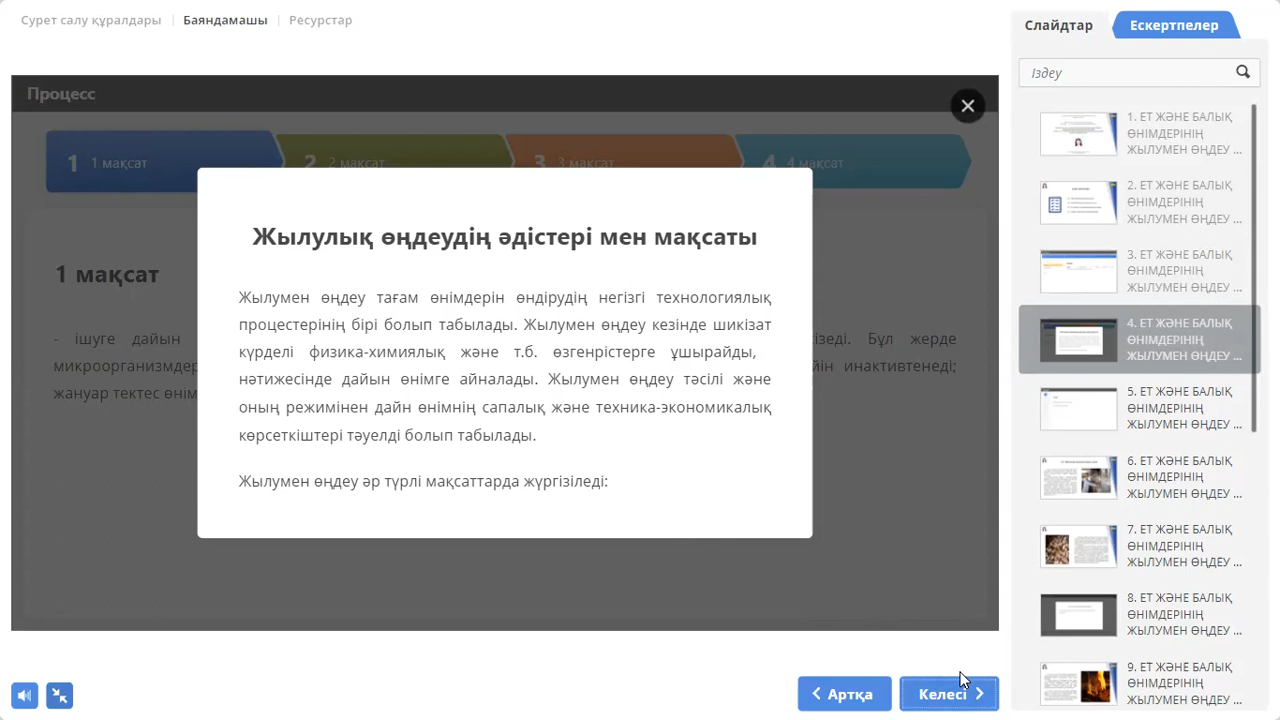 Сурет салу құралдары
Баяндамашы
Ресурстар
Слайдтар
Ескертпелер
Іздеу
Процесс
1 1 мақсат
2 2 мақсат
3 3 мақсат
4 4 мақсат
1 мақсат
- ішуге дайын
ізеді. Бұл жерде
микроорганизмдер
йін инактивтенеді;
жануар тектес өнім
Жылулық өңдеудің әдістері мен мақсаты
Жылумен өңдеу тағам өнімдерін өндірудің негізгі технологиялық
процестерінің бірі болып табылады. Жылумен өңдеу кезінде шикізат
күрделі физика-химиялық және т.б. өзгенрістерге ұшырайды,
нәтижесінде дайын өнімге айналады. Жылумен өңдеу тәсілі және
оның режимінен дайн өнімнің сапалық және техника-экономикалық
көрсеткіштері тәуелді болып табылады.
Жылумен өңдеу әр түрлі мақсаттарда жүргізіледі:
1. ЕТ ЖӘНЕ БАЛЫҚ
ӨНІМДЕРІНІҢ
ЖЫЛУМЕН ӨҢДЕУ ...
2. ЕТ ЖӘНЕ БАЛЫҚ
ӨНІМДЕРІНІҢ
ЖЫЛУМЕН ӨҢДЕУ ...
3. ЕТ ЖӘНЕ БАЛЫҚ
ӨНІМДЕРІНІҢ
ЖЫЛУМЕН ӨҢДЕУ ...
4. ЕТ ЖӘНЕ БАЛЫҚ
ӨНІМДЕРІНІҢ
ЖЫЛУМЕН ӨҢДЕУ ...
5. ЕТ ЖӘНЕ БАЛЫҚ
ӨНІМДЕРІНІҢ
ЖЫЛУМЕН ӨҢДЕУ ...
6. ЕТ ЖӘНЕ БАЛЫҚ
ӨНІМДЕРІНІҢ
ЖЫЛУМЕН ӨҢДЕУ ...
7. ЕТ ЖӘНЕ БАЛЫҚ
ӨНІМДЕРІНІҢ
ЖЫЛУМЕН ӨҢДЕУ ...
8. ЕТ ЖӘНЕ БАЛЫҚ
ӨНІМДЕРІНІҢ
ЖЫЛУМЕН ӨҢДЕУ ...
9. ЕТ ЖӘНЕ БАЛЫҚ
ӨНІМДЕРІНІҢ
ЖЫЛУМЕН ӨҢДЕУ ...
Артқа
Келесі